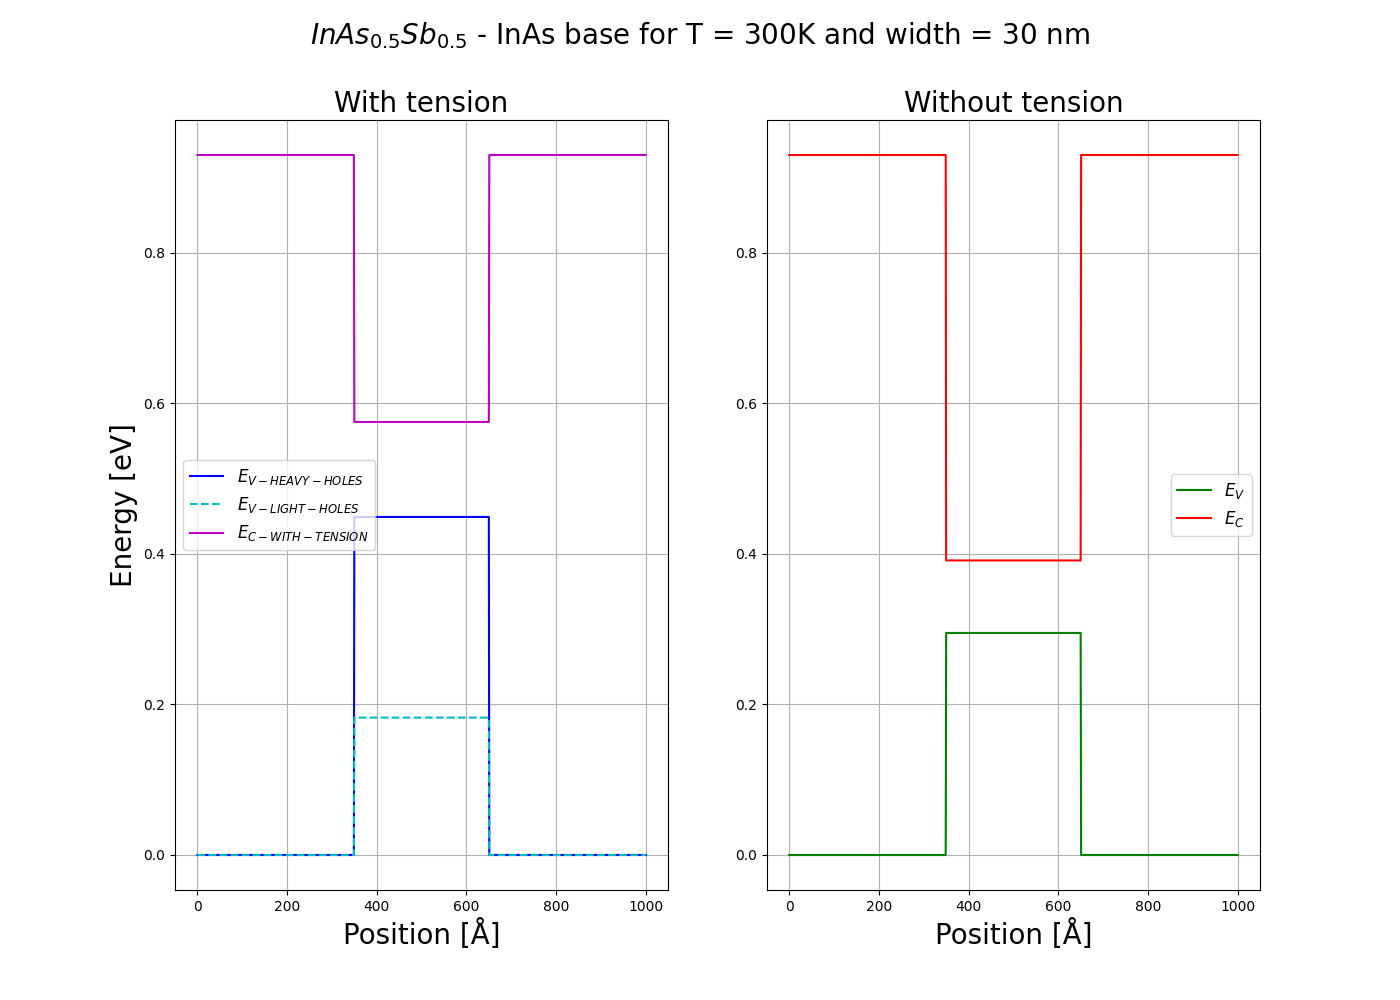 InAs0.5Sb0.5 - InAs base for T = 300K and width = 30 nm
With tension
Without tension
Energy [eV]
0.8
0.6
0.4
0.2
0.0
EV−HEAVY−HOLES
EV−LIGHT−HOLES
EC−WITH−TENSION
0 200 400 600 800 1000
Position [Å]
0.8
0.6
0.4
0.2
0.0
EV
EC
0 200 400 600 800 1000
Position [Å]